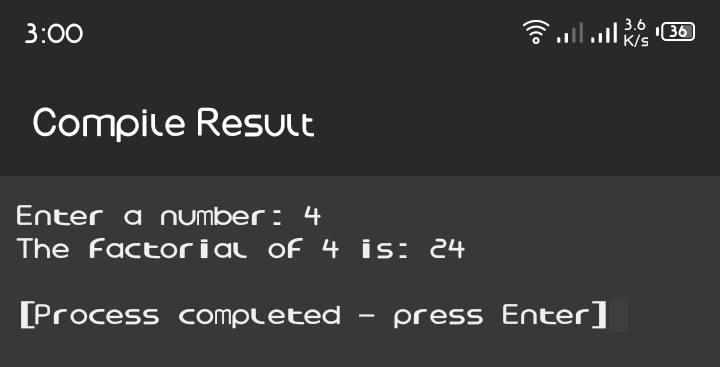 3:00
3.6
K/s
36
Compile Result
Enter a number: 4
The factorial of 4 is: 24
[Process completed - press Enter]